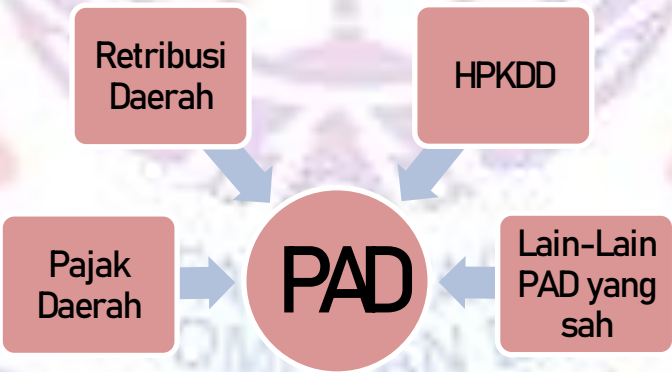 Retribusi
Daerah
HPKDD
Pajak
Daerah
PAD
Lain-Lain
PAD yang
sah